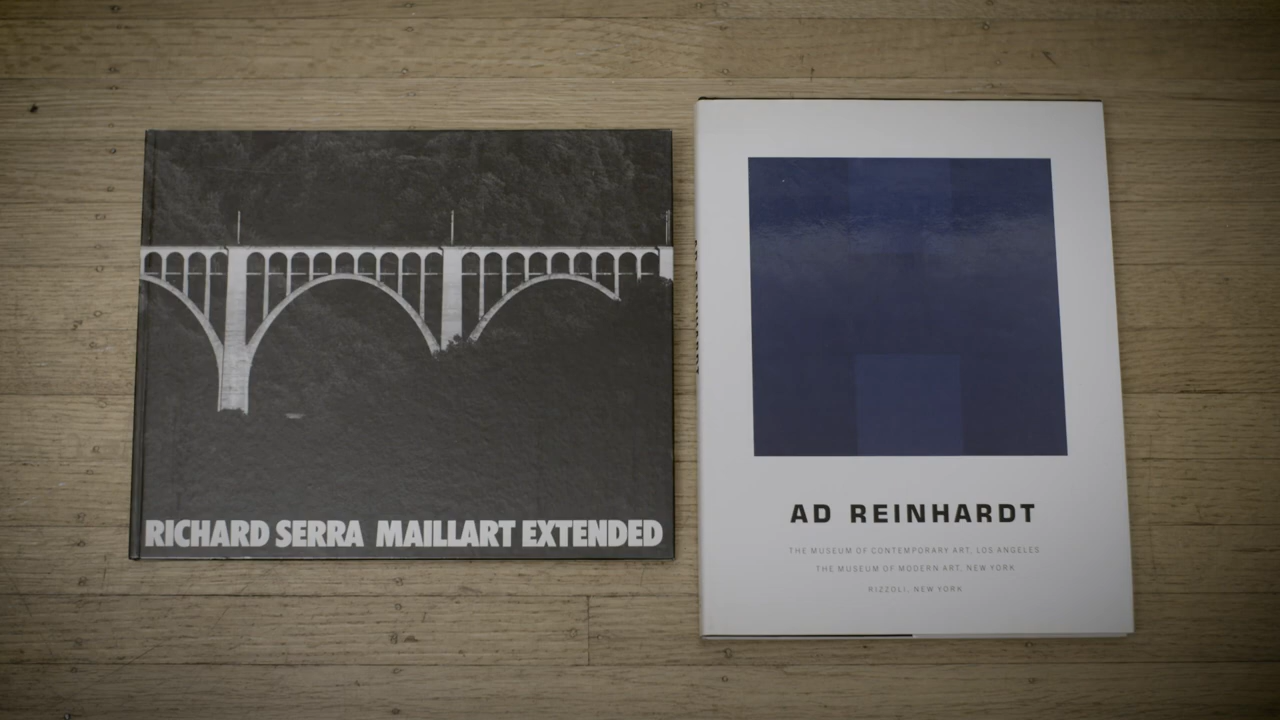 RICHARD SERRA MAILLART EXTENDED
AD REINHARDT
THE MUSEUM OF CONTEMPORARY ART, LOS ANGELES
THE MUSEUM OF MODERN ART, NEW YORK
RIZZOLI, NEW YORK